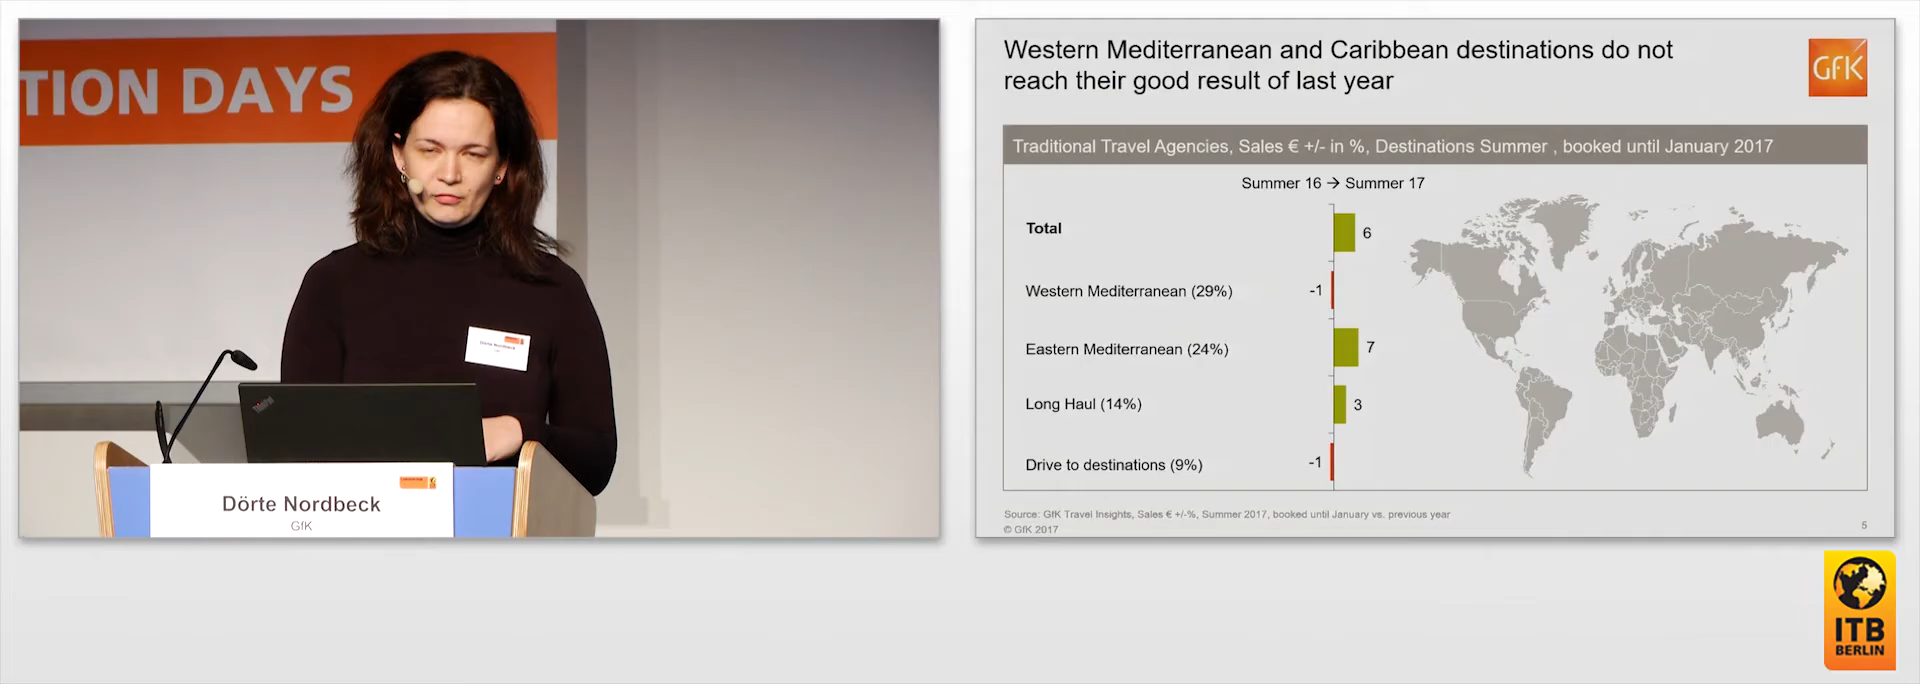 TION DAYS
Dörte Nordbeck
ThinkPad
Dörte Nordbeck
GfK
Western Mediterranean and Caribbean destinations do not
reach their good result of last year
GfK
Traditional Travel Agencies, Sales € +/- in %, Destinations Summer , booked until January 2017
Summer 16 → Summer 17
Total
6
Western Mediterranean (29%)
-1
Eastern Mediterranean (24%)
7
Long Haul (14%)
3
Drive to destinations (9%)
-1
Source: GfK Travel Insights, Sales € +/-%, Summer 2017, booked until January vs. previous year
© GfK 2017
5
ITB
BERLIN